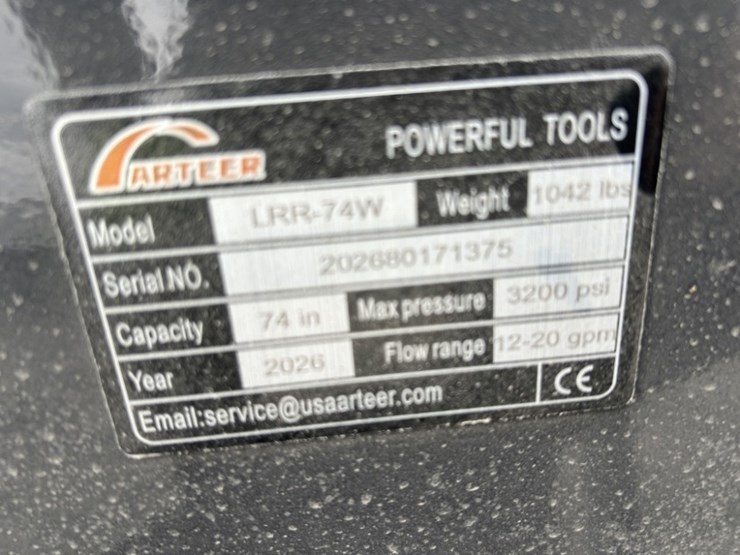 ARTEER POWERFUL TOOLS
Model LRR-74W Weight 1042 lbs
Serial NO. 202680171375
Capacity 74 in Max pressure 3200 psi
Year 2026 Flow range 12-20 gpm
Email:service@usaarteer.com CE